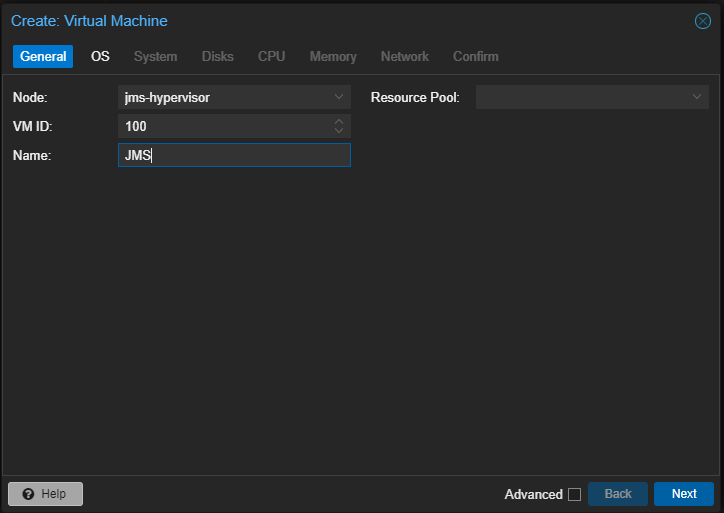 Create: Virtual Machine
General OS System Disks CPU Memory Network Confirm
Node: jms-hypervisor Resource Pool:
VM ID: 100
Name: JMS
Help Advanced Back Next